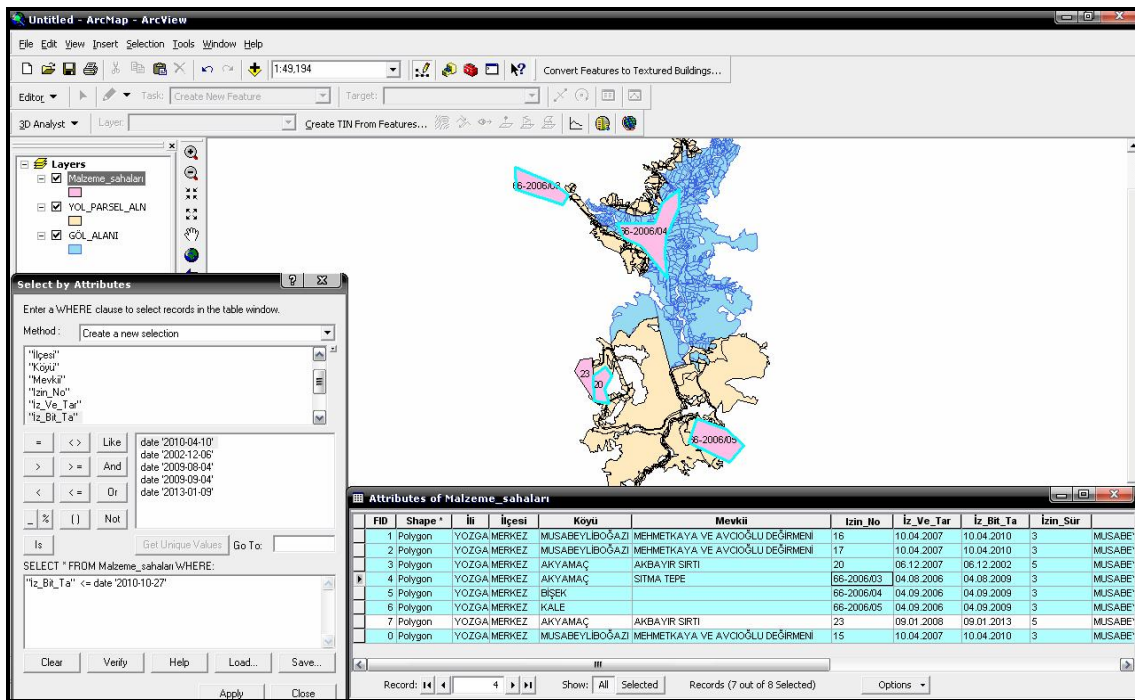 Untitled - ArcMap - ArcView
File Edit View Insert Selection Tools Window Help
1:49,194 Convert Features to Textured Buildings...
Editor Task: Create New Feature Target:
3D Analyst Layer: Create TIN From Features...
Layers
Malzeme_sahaları
YOL_PARSEL_ALN
GÖL_ALANI
66-2006/03
66-2006/04
23
20
66-2006/05
Select by Attributes
Enter a WHERE clause to select records in the table window.
Method : Create a new selection
"İlçesi"
"Köyü"
"Mevkii"
"Izin_No"
"İz_Ve_Tar"
"İz_Bit_Ta"
= <> Like
> >= And
< <= Or
_ % () Not
Is
date '2010-04-10'
date '2002-12-06'
date '2009-08-04'
date '2009-09-04'
date '2013-01-09'
Get Unique Values Go To:
SELECT * FROM Malzeme_sahaları WHERE:
"İz_Bit_Ta" <= date '2010-10-27'
Clear Verify Help Load... Save...
Apply Close
Attributes of Malzeme_sahaları
FID Shape * İli İlçesi Köyü Mevkii Izin_No İz_Ve_Tar İz_Bit_Ta İzin_Sür
1 Polygon YOZGA MERKEZ MUSABEYLİBOĞAZI MEHMETKAYA VE AVCIOĞLU DEĞİRMENİ 16 10.04.2007 10.04.2010 3 MUSABEY
2 Polygon YOZGA MERKEZ MUSABEYLİBOĞAZI MEHMETKAYA VE AVCIOĞLU DEĞİRMENİ 17 10.04.2007 10.04.2010 3 MUSABEY
3 Polygon YOZGA MERKEZ AKYAMAÇ AKBAYIR SIRTI 20 06.12.2007 06.12.2002 5 MUSABEY
4 Polygon YOZGA MERKEZ AKYAMAÇ SITMA TEPE 66-2006/03 04.08.2006 04.08.2009 3 MUSABEY
5 Polygon YOZGA MERKEZ BİŞEK 66-2006/04 04.09.2006 04.09.2009 3 MUSABEY
6 Polygon YOZGA MERKEZ KALE 66-2006/05 04.09.2006 04.09.2009 3 MUSABEY
7 Polygon YOZGA MERKEZ AKYAMAÇ AKBAYIR SIRTI 23 09.01.2008 09.01.2013 5 MUSABEY
0 Polygon YOZGA MERKEZ MUSABEYLİBOĞAZI MEHMETKAYA VE AVCIOĞLU DEĞİRMENİ 15 10.04.2007 10.04.2010 3 MUSABEY
Record: 4 Show: All Selected Records (7 out of 8 Selected) Options